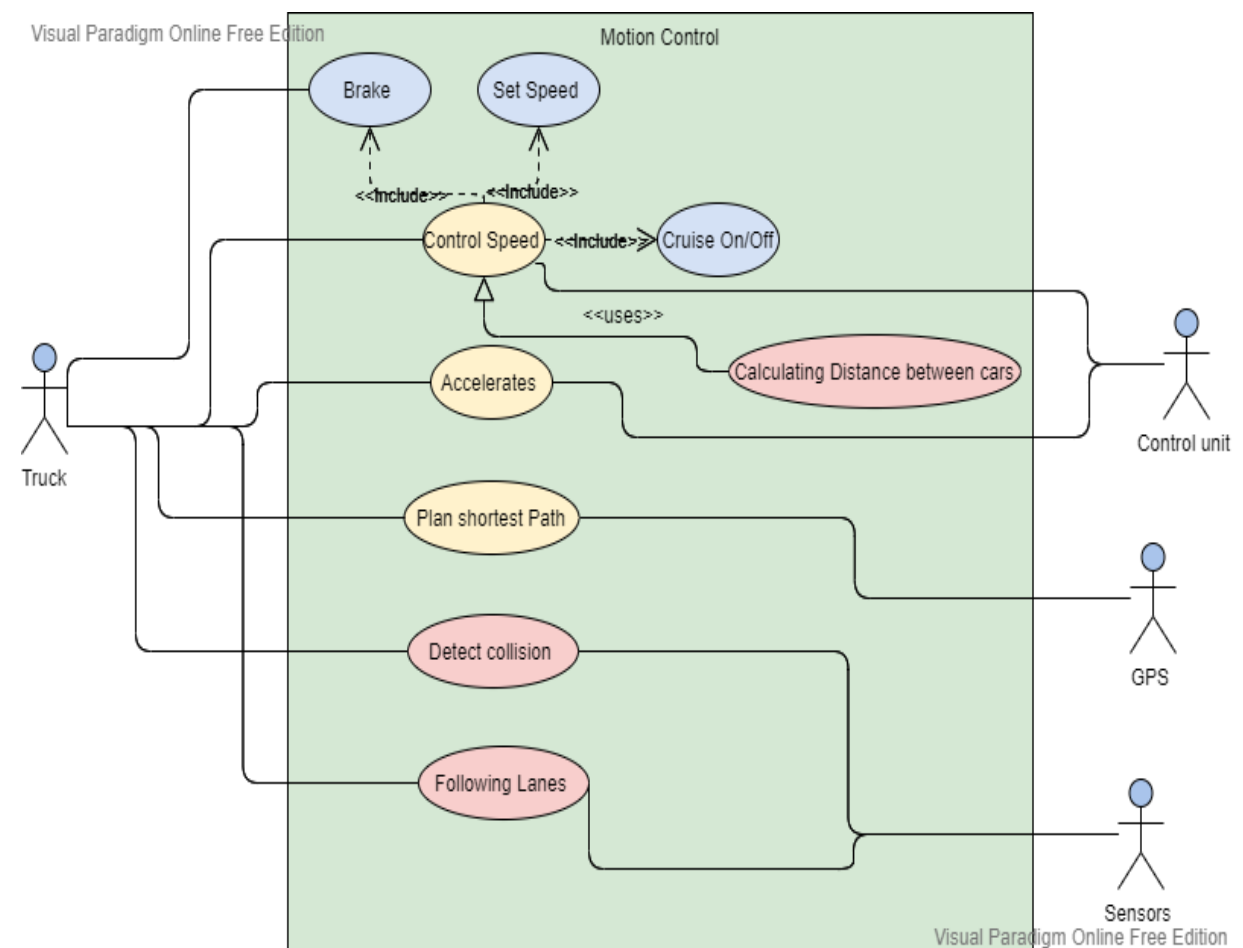 Visual Paradigm Online Free Edition
Motion Control
Brake
Set Speed
<<Include>>
<<Include>>
Control Speed
<<Include>>
Cruise On/Off
<<uses>>
Calculating Distance between cars
Accelerates
Truck
Control unit
Plan shortest Path
GPS
Detect collision
Following Lanes
Sensors
Visual Paradigm Online Free Edition